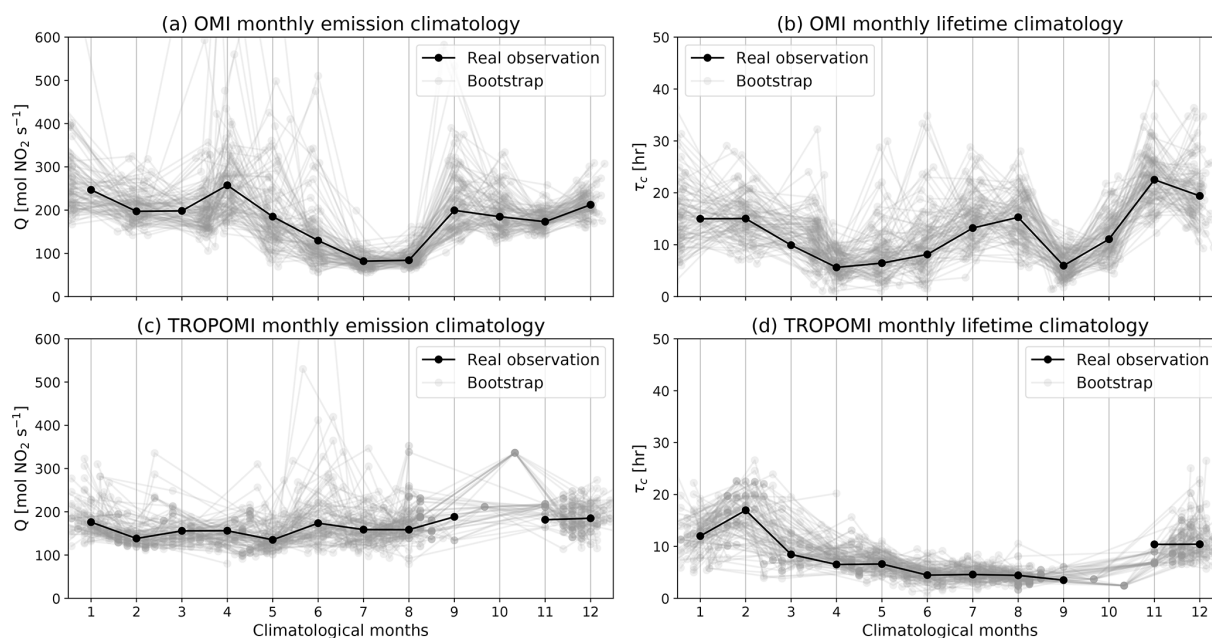 (a) OMI monthly emission climatology
600
500
400
300
200
100
0
Q [mol NO₂ s⁻¹]
Real observation
Bootstrap
(b) OMI monthly lifetime climatology
50
40
30
20
10
0
τc [hr]
Real observation
Bootstrap
(c) TROPOMI monthly emission climatology
600
500
400
300
200
100
0
Q [mol NO₂ s⁻¹]
Real observation
Bootstrap
1 2 3 4 5 6 7 8 9 10 11 12
Climatological months
(d) TROPOMI monthly lifetime climatology
50
40
30
20
10
0
τc [hr]
Real observation
Bootstrap
1 2 3 4 5 6 7 8 9 10 11 12
Climatological months